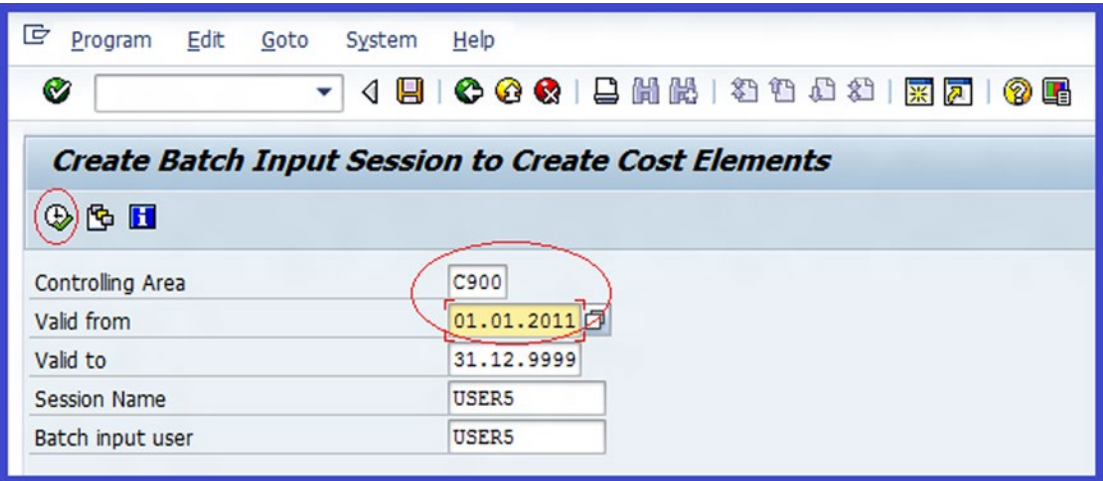 Program Edit Goto System Help
Create Batch Input Session to Create Cost Elements
Controlling Area C900
Valid from 01.01.2011
Valid to 31.12.9999
Session Name USER5
Batch input user USER5